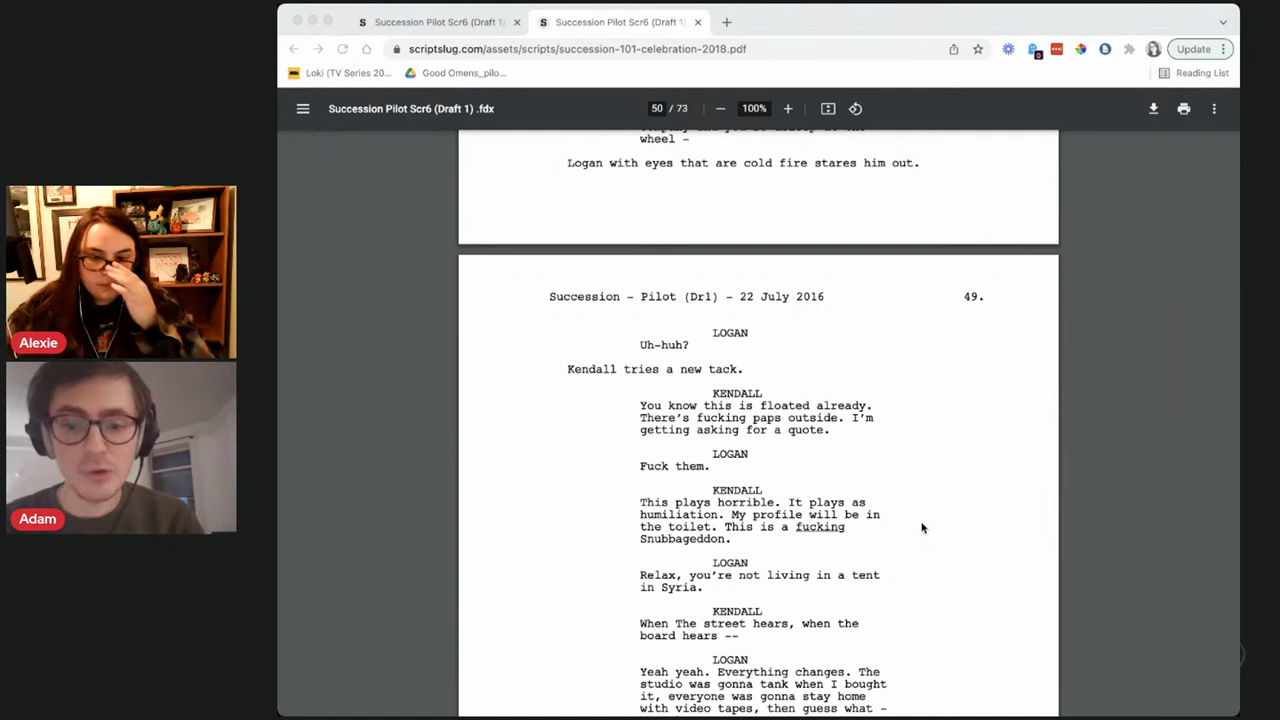 Succession Pilot Scr6 (Draft 1)
Succession Pilot Scr6 (Draft 1)
scriptslug.com/assets/scripts/succession-101-celebration-2018.pdf
Update
Loki (TV Series 20...
Good Omens_pilo...
Reading List
Succession Pilot Scr6 (Draft 1) .fdx
50 / 73
100%
wheel -
Logan with eyes that are cold fire stares him out.
Succession - Pilot (Dr1) - 22 July 2016 49.
LOGAN
Uh-huh?
Kendall tries a new tack.
KENDALL
You know this is floated already.
There's fucking paps outside. I'm
getting asking for a quote.
LOGAN
Fuck them.
KENDALL
This plays horrible. It plays as
humiliation. My profile will be in
the toilet. This is a fucking
Snubbageddon.
LOGAN
Relax, you're not living in a tent
in Syria.
KENDALL
When The street hears, when the
board hears --
LOGAN
Yeah yeah. Everything changes. The
studio was gonna tank when I bought
it, everyone was gonna stay home
with video tapes, then guess what -
Alexie
Adam